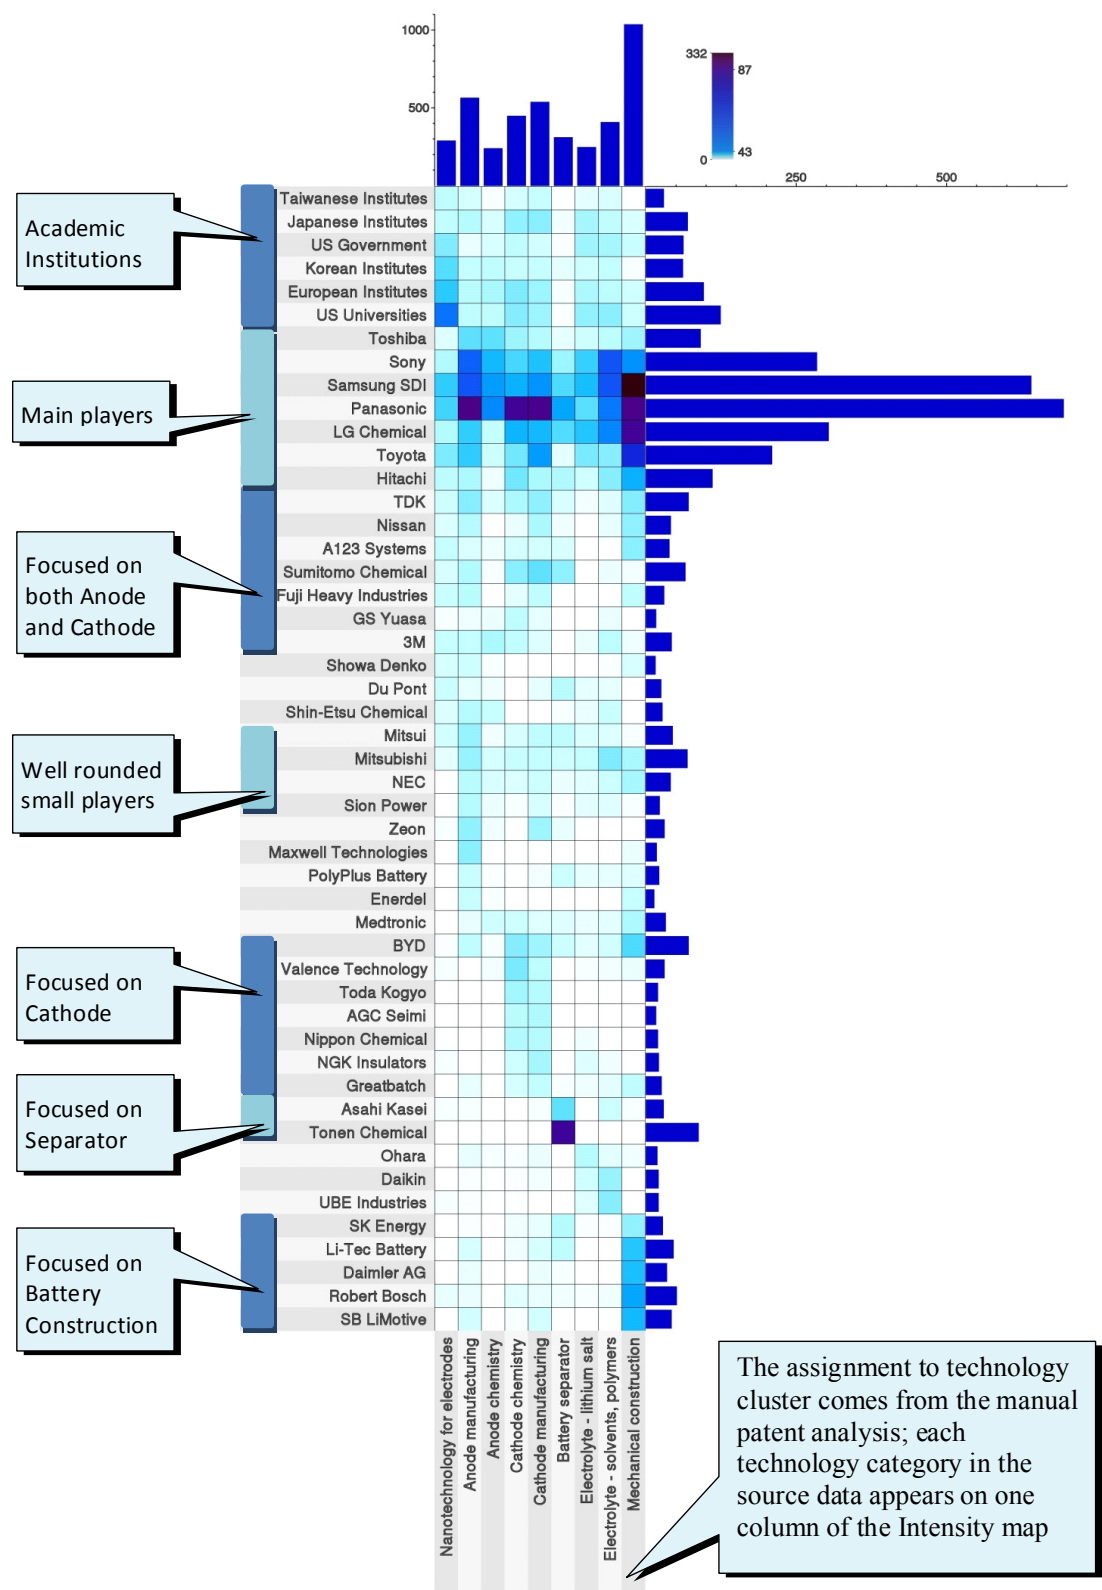 1000
500
332
87
43
0
250
500
Academic
Institutions
Main players
Focused on
both Anode
and Cathode
Well rounded
small players
Focused on
Cathode
Focused on
Separator
Focused on
Battery
Construction
Taiwanese Institutes
Japanese Institutes
US Government
Korean Institutes
European Institutes
US Universities
Toshiba
Sony
Samsung SDI
Panasonic
LG Chemical
Toyota
Hitachi
TDK
Nissan
A123 Systems
Sumitomo Chemical
Fuji Heavy Industries
GS Yuasa
3M
Showa Denko
Du Pont
Shin-Etsu Chemical
Mitsui
Mitsubishi
NEC
Sion Power
Zeon
Maxwell Technologies
PolyPlus Battery
Enerdel
Medtronic
BYD
Valence Technology
Toda Kogyo
AGC Seimi
Nippon Chemical
NGK Insulators
Greatbatch
Asahi Kasei
Tonen Chemical
Ohara
Daikin
UBE Industries
SK Energy
Li-Tec Battery
Daimler AG
Robert Bosch
SB LiMotive
Nanotechnology for electrodes
Anode manufacturing
Anode chemistry
Cathode chemistry
Cathode manufacturing
Battery separator
Electrolyte - lithium salt
Electrolyte - solvents, polymers
Mechanical construction
The assignment to technology
cluster comes from the manual
patent analysis; each
technology category in the
source data appears on one
column of the Intensity map